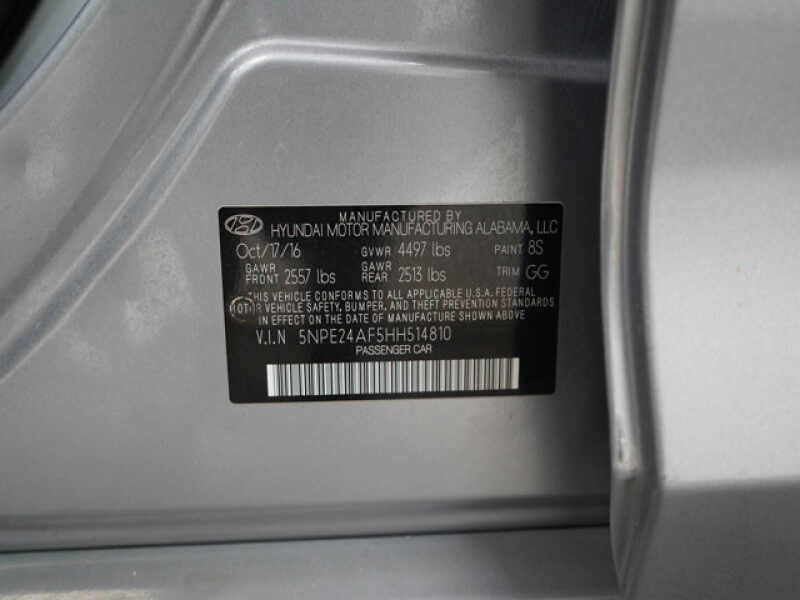 MANUFACTURED BY
HYUNDAI MOTOR MANUFACTURING ALABAMA, LLC
Oct/17/16 GVWR 4497 lbs PAINT 8S
GAWR FRONT 2557 lbs GAWR REAR 2513 lbs TRIM GG
THIS VEHICLE CONFORMS TO ALL APPLICABLE U.S.A. FEDERAL
MOTOR VEHICLE SAFETY, BUMPER, AND THEFT PREVENTION STANDARDS
IN EFFECT ON THE DATE OF MANUFACTURE SHOWN ABOVE
V.I.N 5NPE24AF5HH514810
PASSENGER CAR